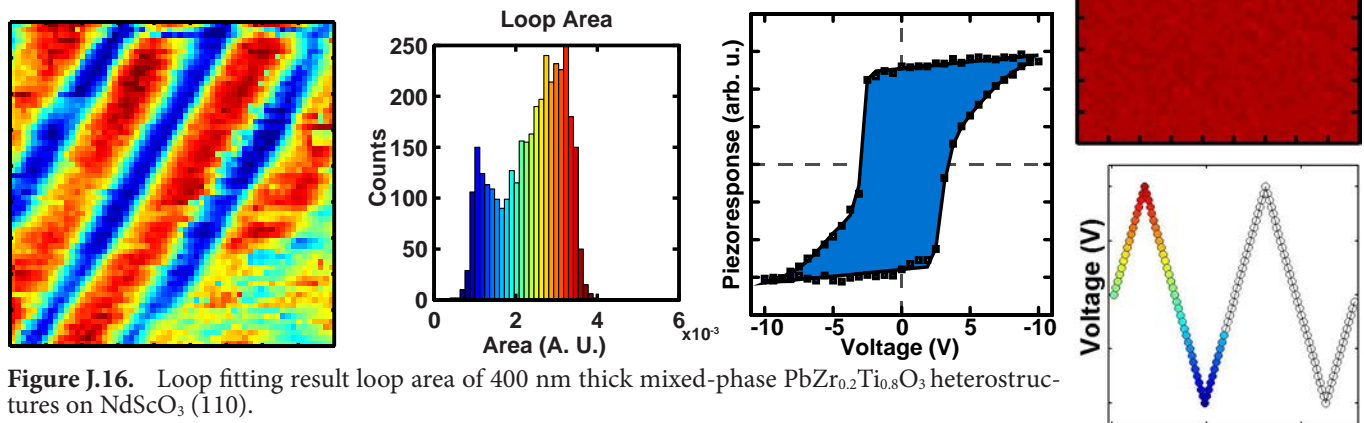 Loop Area
250
200
150
100
50
0
Counts
0 2 4 6
x10⁻³
Area (A. U.)
Piezoresponse (arb. u.)
-10 -5 0 5 -10
Voltage (V)
Voltage (V)
Figure J.16. Loop fitting result loop area of 400 nm thick mixed-phase PbZr₀.₂Ti₀.₈O₃ heterostruc-
tures on NdScO₃ (110).